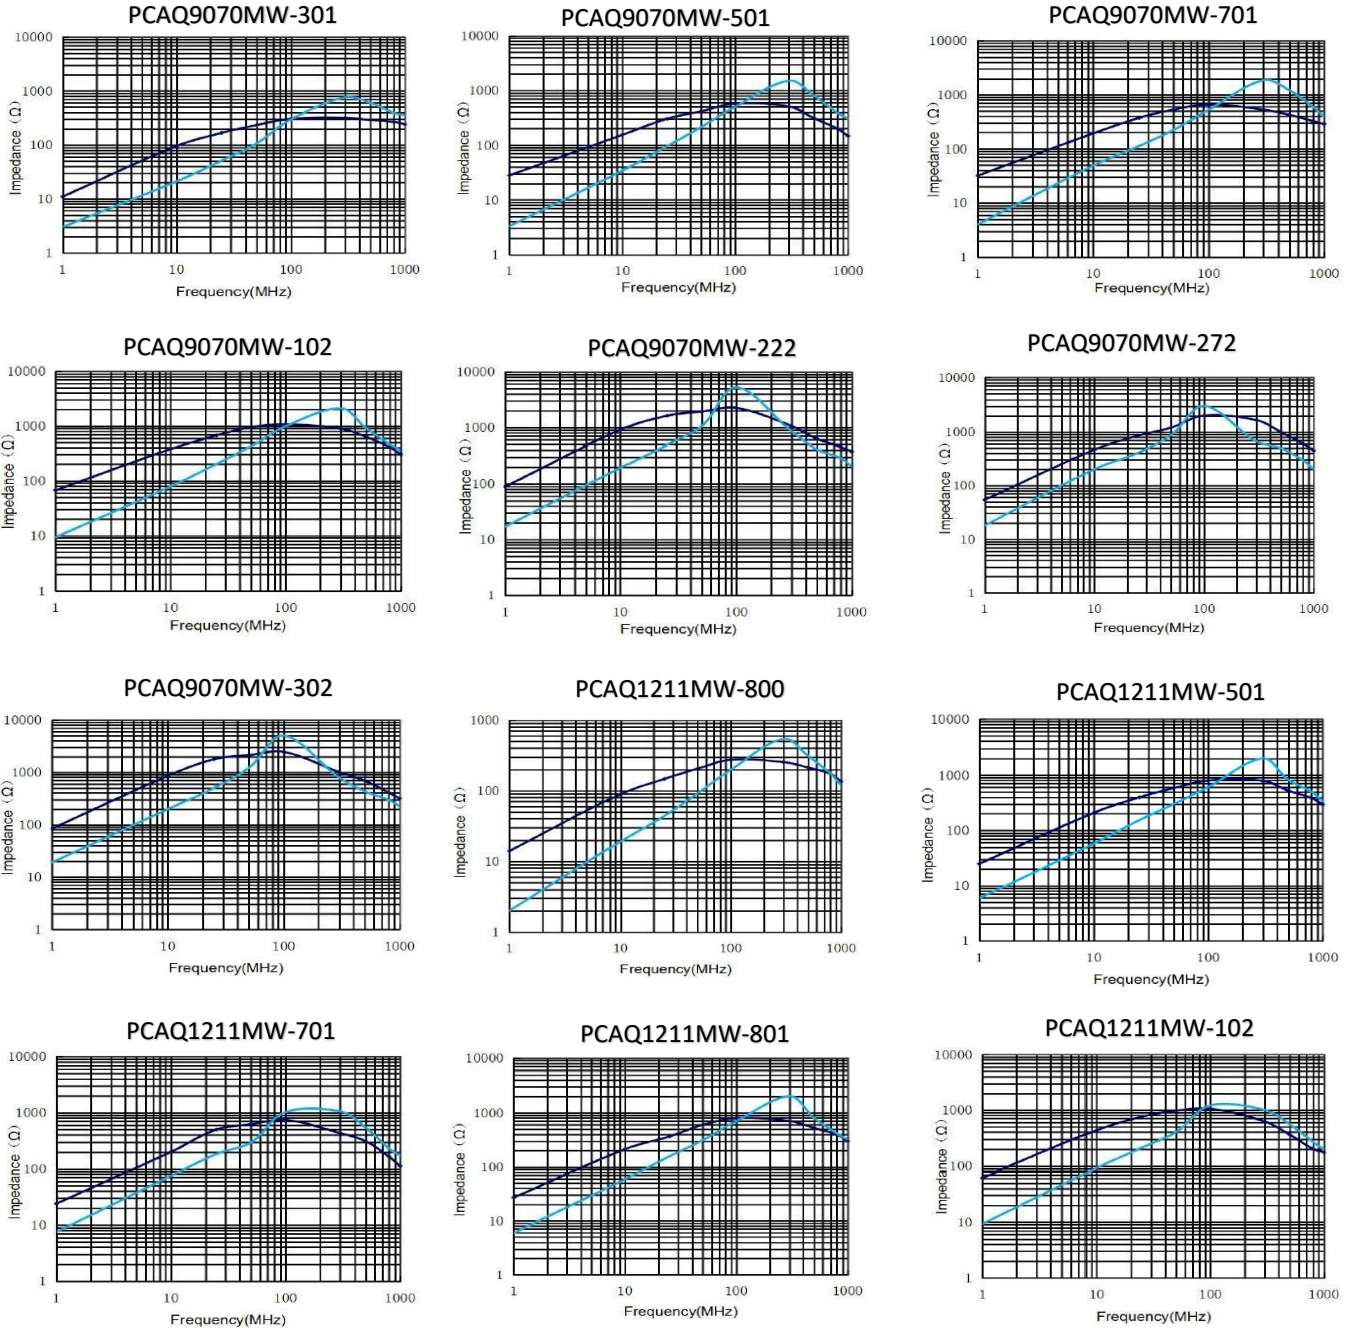 PCAQ9070MW-301
10000
1000
100
10
1
Impedance (Ω)
1 10 100 1000
Frequency(MHz)
PCAQ9070MW-501
10000
1000
100
10
1
Impedance (Ω)
1 10 100 1000
Frequency(MHz)
PCAQ9070MW-701
10000
1000
100
10
1
Impedance (Ω)
1 10 100 1000
Frequency(MHz)
PCAQ9070MW-102
10000
1000
100
10
1
Impedance (Ω)
1 10 100 1000
Frequency(MHz)
PCAQ9070MW-222
10000
1000
100
10
1
Impedance (Ω)
1 10 100 1000
Frequency(MHz)
PCAQ9070MW-272
10000
1000
100
10
1
Impedance (Ω)
1 10 100 1000
Frequency(MHz)
PCAQ9070MW-302
10000
1000
100
10
1
Impedance (Ω)
1 10 100 1000
Frequency(MHz)
PCAQ1211MW-800
1000
100
10
1
Impedance (Ω)
1 10 100 1000
Frequency(MHz)
PCAQ1211MW-501
10000
1000
100
10
1
Impedance (Ω)
1 10 100 1000
Frequency(MHz)
PCAQ1211MW-701
10000
1000
100
10
1
Impedance (Ω)
1 10 100 1000
Frequency(MHz)
PCAQ1211MW-801
10000
1000
100
10
1
Impedance (Ω)
1 10 100 1000
Frequency(MHz)
PCAQ1211MW-102
10000
1000
100
10
1
Impedance (Ω)
1 10 100 1000
Frequency(MHz)